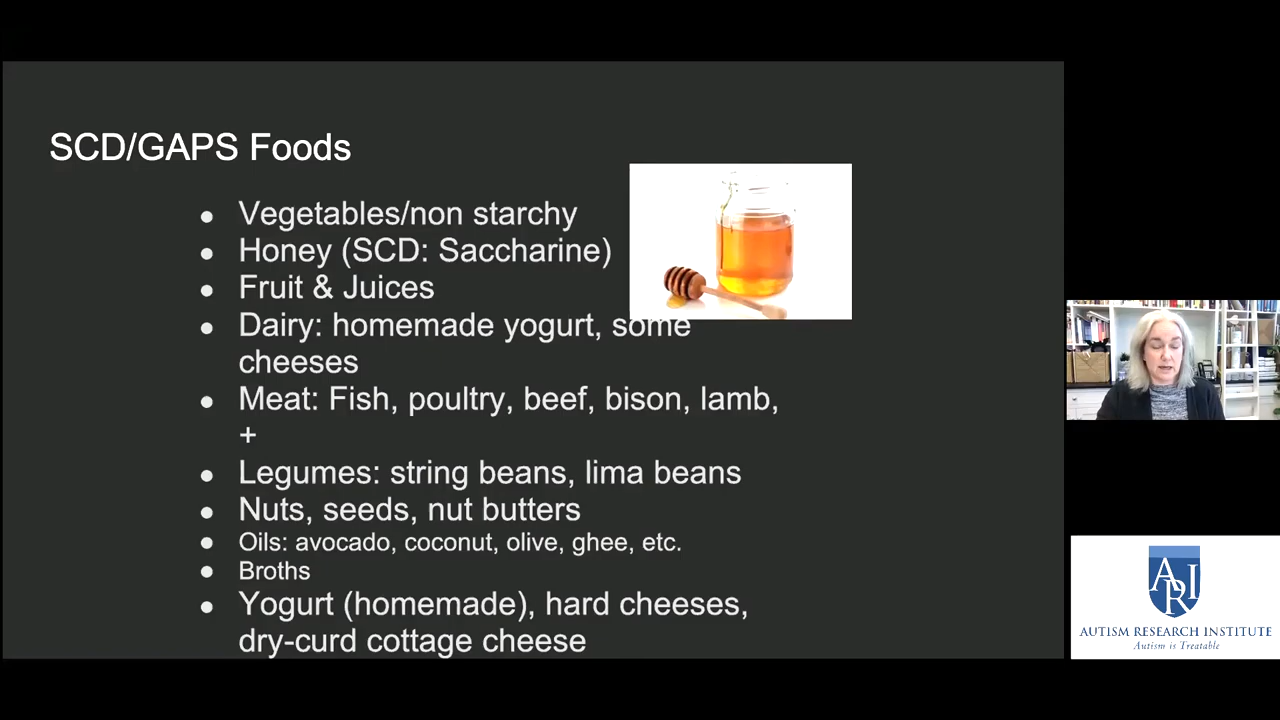 SCD/GAPS Foods
Vegetables/non starchy
Honey (SCD: Saccharine)
Fruit & Juices
Dairy: homemade yogurt, some
cheeses
Meat: Fish, poultry, beef, bison, lamb,
+
Legumes: string beans, lima beans
Nuts, seeds, nut butters
Oils: avocado, coconut, olive, ghee, etc.
Broths
Yogurt (homemade), hard cheeses,
dry-curd cottage cheese
ARI
AUTISM RESEARCH INSTITUTE
Autism is Treatable